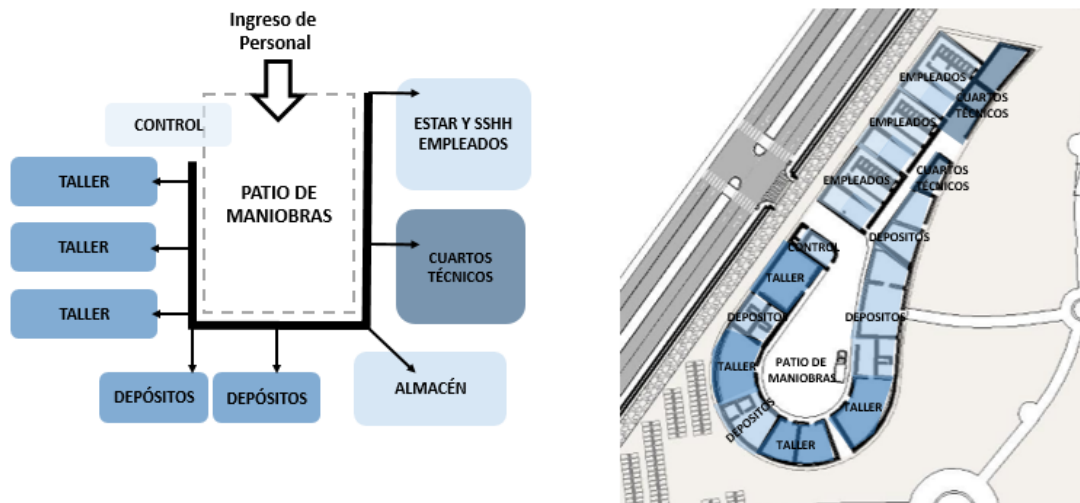 Ingreso de
Personal
CONTROL
ESTAR Y SSHH
EMPLEADOS
TALLER
PATIO DE
MANIOBRAS
TALLER
CUARTOS
TÉCNICOS
TALLER
DEPÓSITOS
DEPÓSITOS
ALMACÉN
EMPLEADOS
CUARTOS
TÉCNICOS
EMPLEADOS
CUARTOS
TÉCNICOS
EMPLEADOS
DEPOSITOS
CONTROL
TALLER
DEPOSITOS
DEPOSITOS
PATIO DE
MANIOBRAS
TALLER
TALLER
DEPOSITOS
TALLER